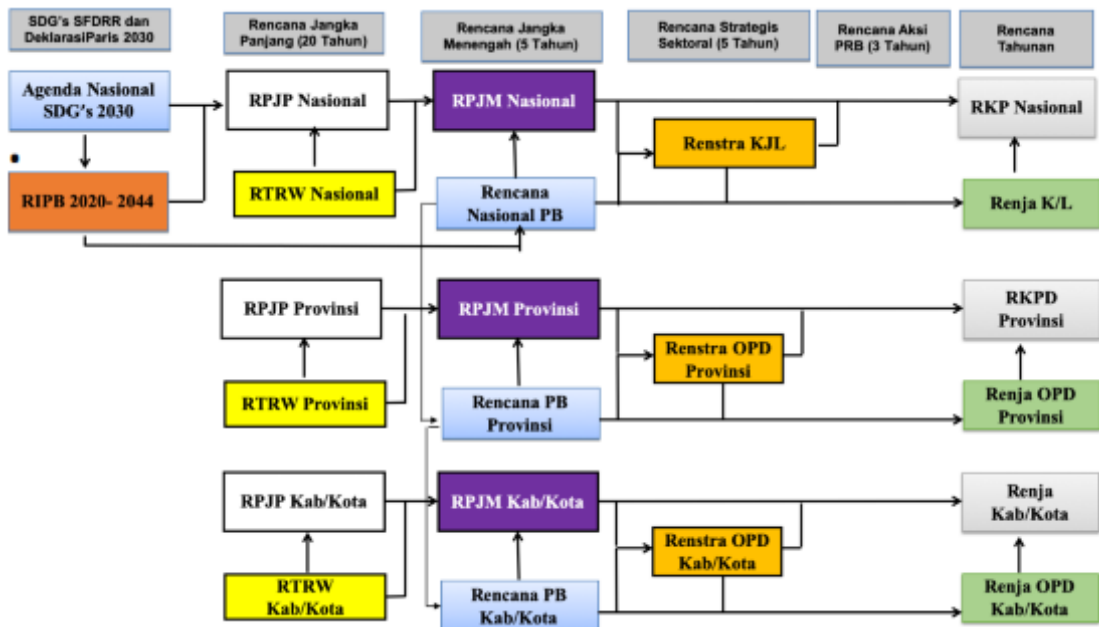 SDG's SFDRR dan
DeklarasiParis 2030
Rencana Jangka
Panjang (20 Tahun)
Rencana Jangka
Menengah (5 Tahun)
Rencana Strategis
Sektoral (5 Tahun)
Rencana Aksi
PRB (3 Tahun)
Rencana
Tahunan
Agenda Nasional
SDG's 2030
RPJP Nasional
RPJM Nasional
RKP Nasional
Renstra KJL
RIPB 2020- 2044
RTRW Nasional
Rencana
Nasional PB
Renja K/L
RPJP Provinsi
RPJM Provinsi
RKPD
Provinsi
Renstra OPD
Provinsi
RTRW Provinsi
Rencana PB
Provinsi
Renja OPD
Provinsi
RPJP Kab/Kota
RPJM Kab/Kota
Renja
Kab/Kota
Renstra OPD
Kab/Kota
RTRW
Kab/Kota
Rencana PB
Kab/Kota
Renja OPD
Kab/Kota